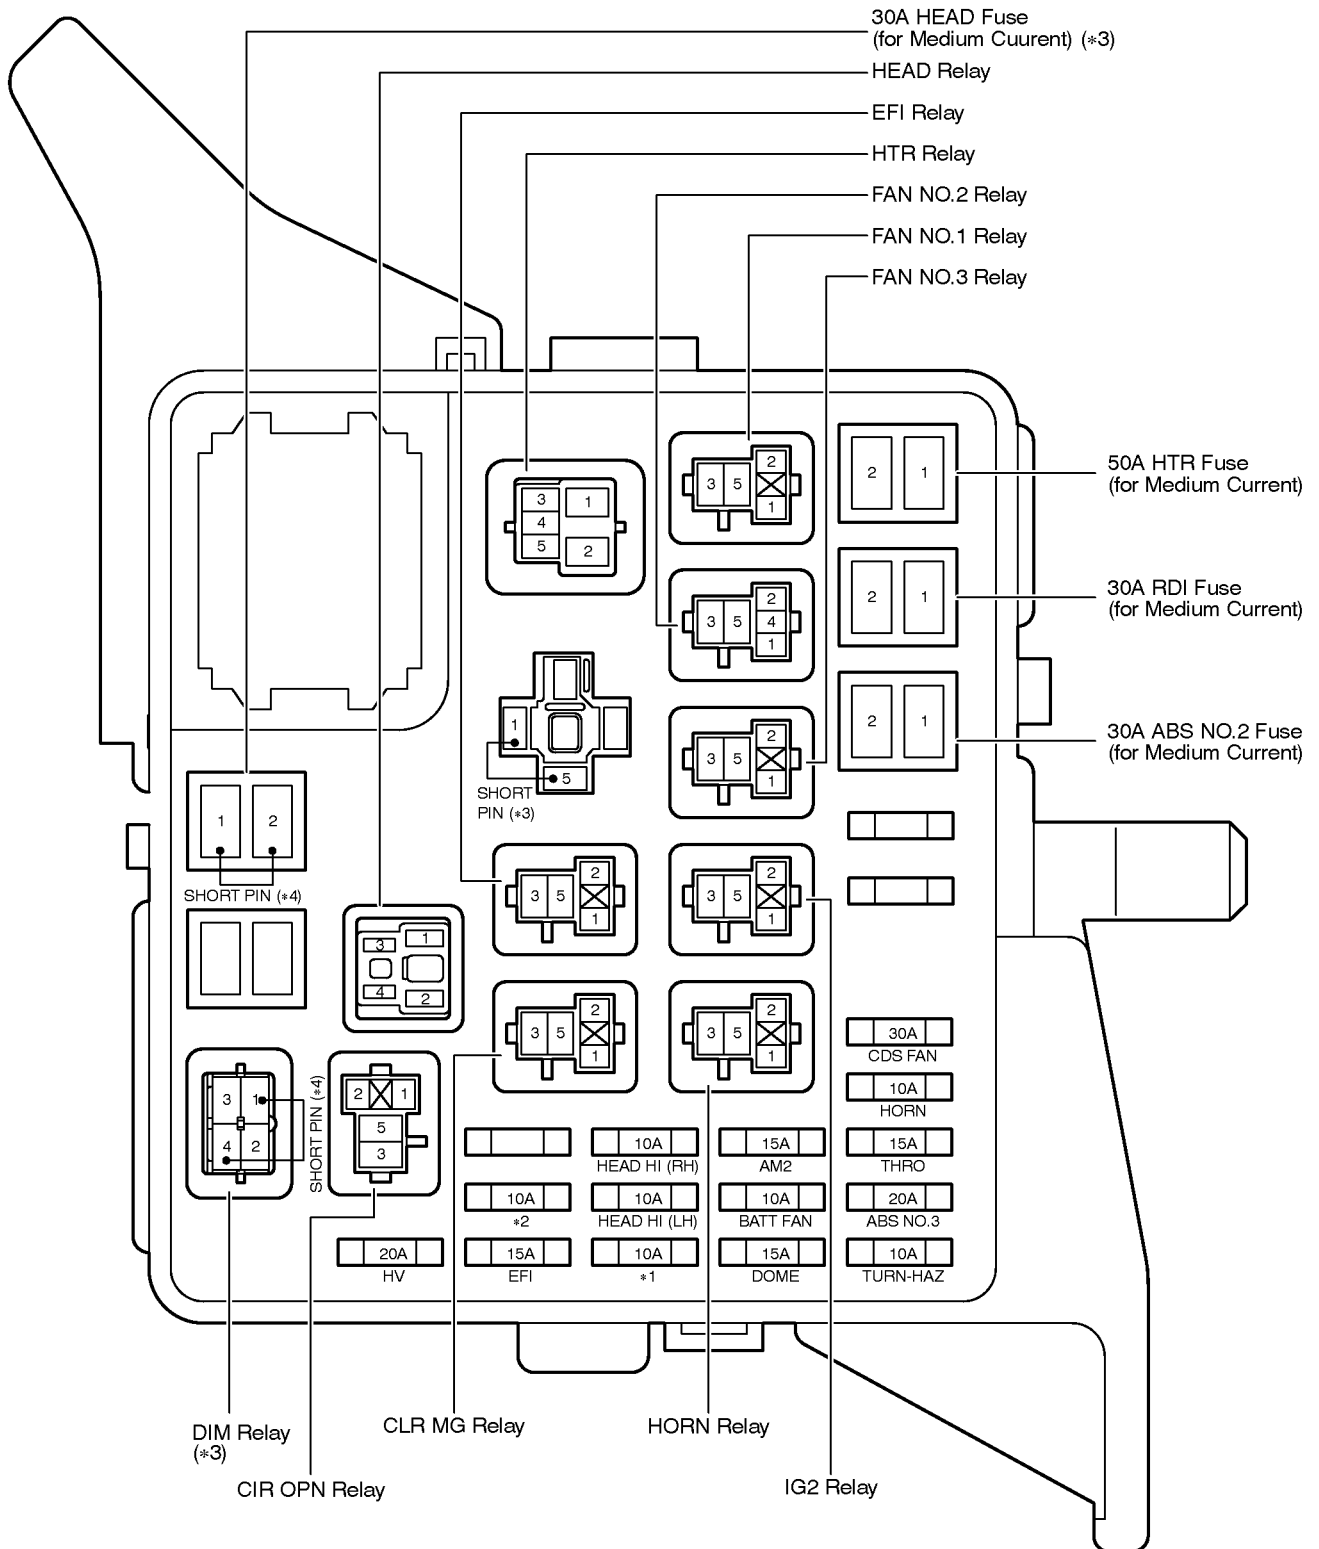 30A HEAD Fuse
(for Medium Cuurent) (∗3)
HEAD Relay
EFI Relay
HTR Relay
FAN NO.2 Relay
FAN NO.1 Relay
FAN NO.3 Relay
50A HTR Fuse
(for Medium Current)
30A RDI Fuse
(for Medium Current)
30A ABS NO.2 Fuse
(for Medium Current)
3 1
4
5 2
2
3 5
1
2 1
2
3 5 4
1
2 1
1
5
SHORT
PIN (∗3)
2
3 5
1
2 1
1 2
SHORT PIN (∗4)
2
3 5
1
2
3 5
1
3 1
4 2
2
3 5
1
2
3 5
1
3 1
4 2
SHORT PIN (∗4)
2 1
5
3
30A
CDS FAN
10A
HORN
10A
HEAD HI (RH)
15A
AM2
15A
THRO
10A
∗2
10A
HEAD HI (LH)
10A
BATT FAN
20A
ABS NO.3
20A
HV
15A
EFI
10A
∗1
15A
DOME
10A
TURN-HAZ
DIM Relay
(∗3)
CLR MG Relay
HORN Relay
CIR OPN Relay
IG2 Relay